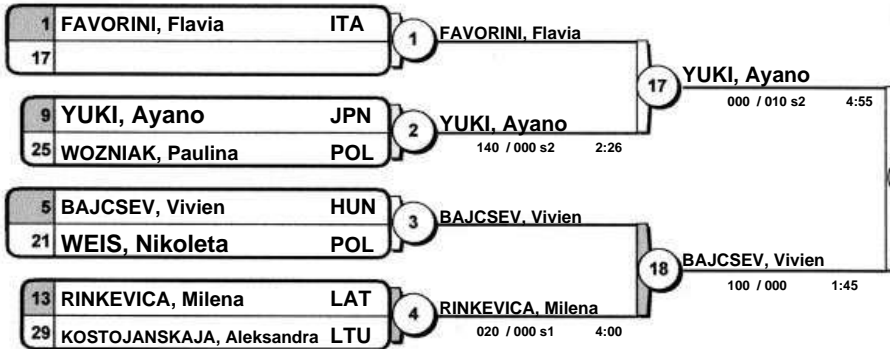 1 FAVORINI, Flavia ITA
17
1
FAVORINI, Flavia
9 YUKI, Ayano JPN
25 WOZNIAK, Paulina POL
2
YUKI, Ayano
140 / 000 s2 2:26
17
YUKI, Ayano
000 / 010 s2 4:55
5 BAJCSEV, Vivien HUN
21 WEIS, Nikoleta POL
3
BAJCSEV, Vivien
13 RINKEVICA, Milena LAT
29 KOSTOJANSKAJA, Aleksandra LTU
4
RINKEVICA, Milena
020 / 000 s1 4:00
18
BAJCSEV, Vivien
100 / 000 1:45